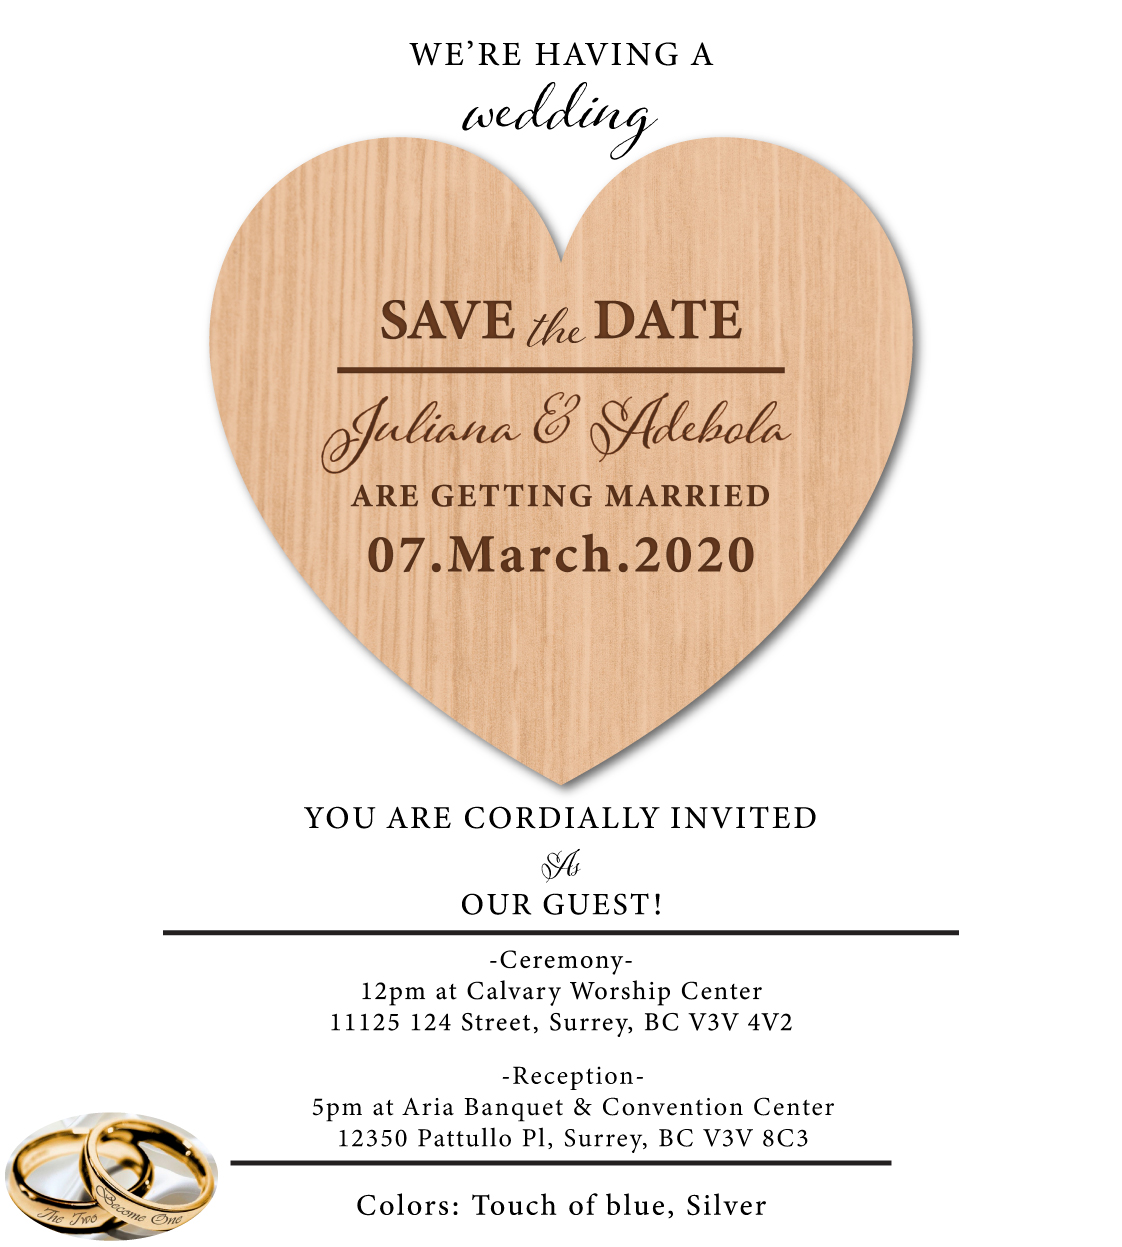 WE’RE HAVING A
wedding
SAVE the DATE
Juliana & Adebola
ARE GETTING MARRIED
07.March.2020
YOU ARE CORDIALLY INVITED
As
OUR GUEST!
-Ceremony-
12pm at Calvary Worship Center
11125 124 Street, Surrey, BC V3V 4V2
-Reception-
5pm at Aria Banquet & Convention Center
12350 Pattullo Pl, Surrey, BC V3V 8C3
The Two Become One
Colors: Touch of blue, Silver